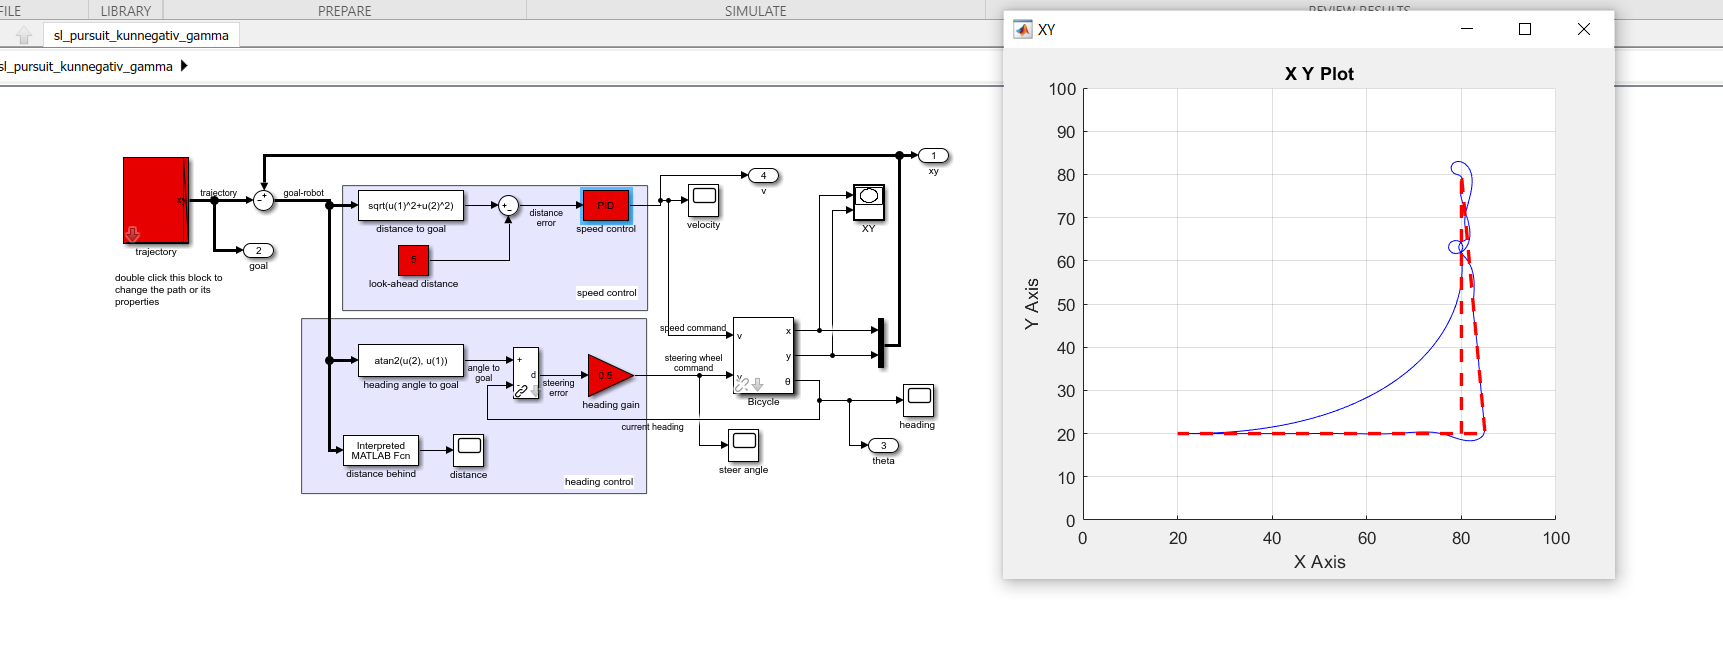 FILE
LIBRARY
PREPARE
SIMULATE
REVIEW RESULTS
sl_pursuit_kunnegativ_gamma
sl_pursuit_kunnegativ_gamma
trajectory
double click this block to
change the path or its
properties
trajectory
2
goal
goal-robot
sqrt(u(1)^2+u(2)^2)
distance to goal
5
look-ahead distance
distance
error
PID
speed control
speed control
4
v
velocity
XY
1
xy
atan2(u(2), u(1))
heading angle to goal
angle to
goal
d
steering
error
0.5
heading gain
current heading
Interpreted
MATLAB Fcn
distance behind
distance
heading control
speed command
steering wheel
command
v
x
y
θ
Bicycle
steer angle
heading
3
theta
XY
X Y Plot
100
90
80
70
60
50
40
30
20
10
0
Y Axis
0
20
40
60
80
100
X Axis